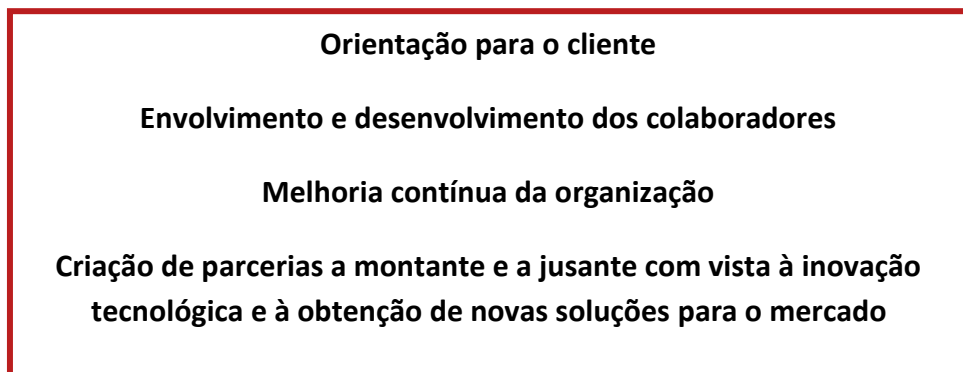 Orientação para o cliente
Envolvimento e desenvolvimento dos colaboradores
Melhoria contínua da organização
Criação de parcerias a montante e a jusante com vista à inovação
tecnológica e à obtenção de novas soluções para o mercado